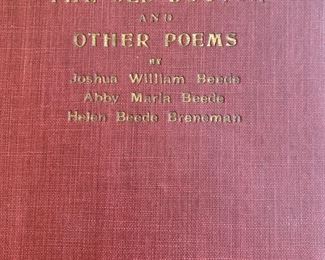 AND
OTHER POEMS
BY
Joshua William Beede
Abby Maria Beede
Helen Beede Breneman